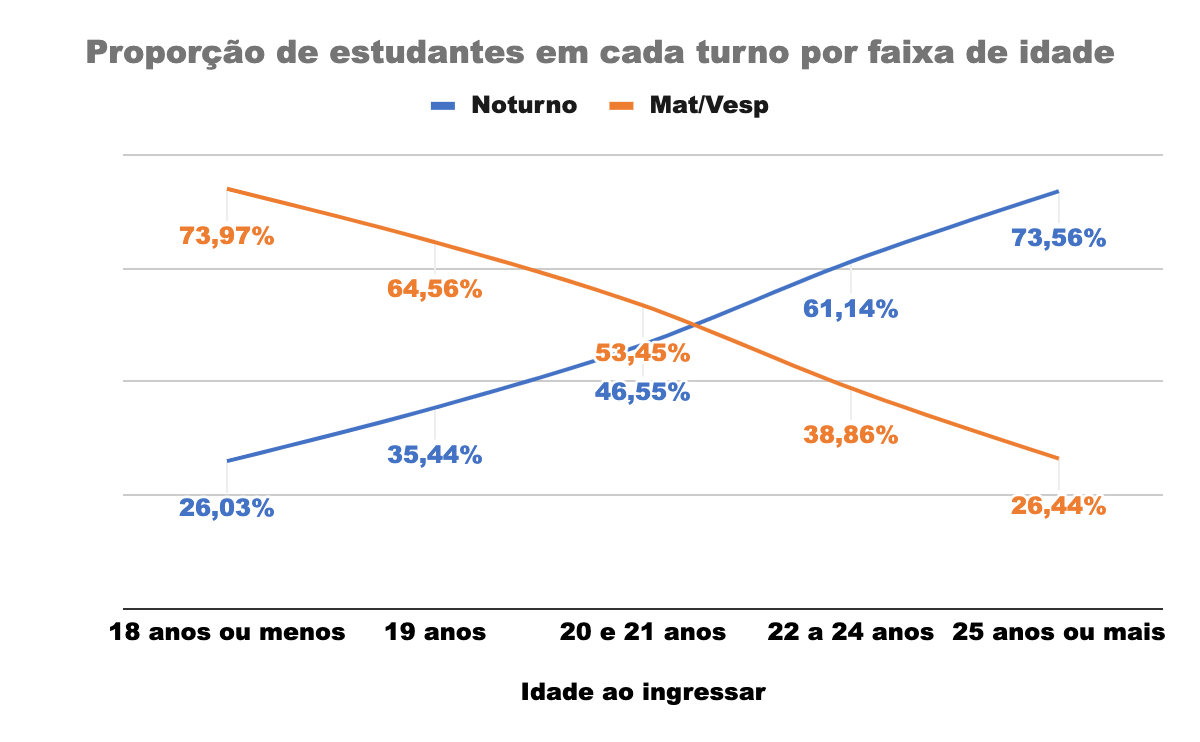 Proporção de estudantes em cada turno por faixa de idade
Noturno Mat/Vesp
73,97%
73,56%
64,56%
61,14%
53,45%
46,55%
38,86%
35,44%
26,03%
26,44%
18 anos ou menos 19 anos 20 e 21 anos 22 a 24 anos 25 anos ou mais
Idade ao ingressar